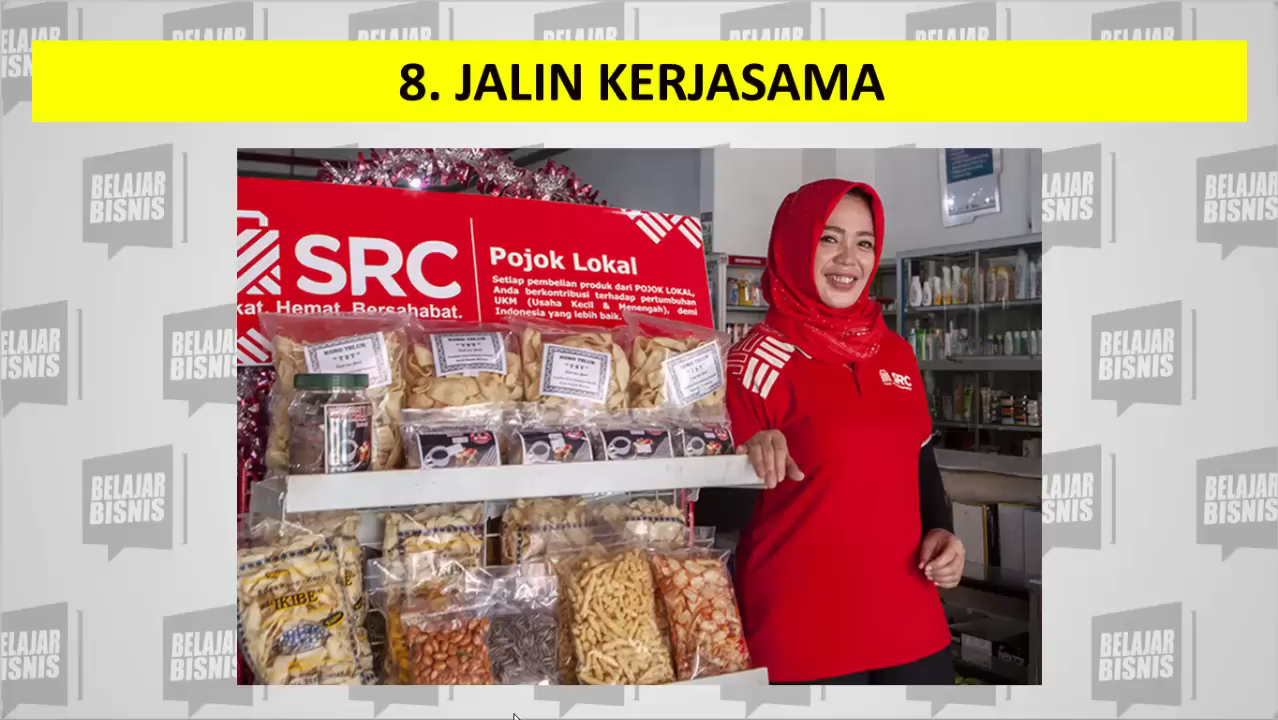 8. JALIN KERJASAMA
BELAJAR
BISNIS
SRC
kat. Hemat. Bersahabat.
Pojok Lokal
Setiap pembelian produk dari POJOK LOKAL,
Anda berkontribusi terhadap pertumbuhan
UKM (Usaha Kecil & Menengah), demi
Indonesia yang lebih baik.
SRC
IKIBE